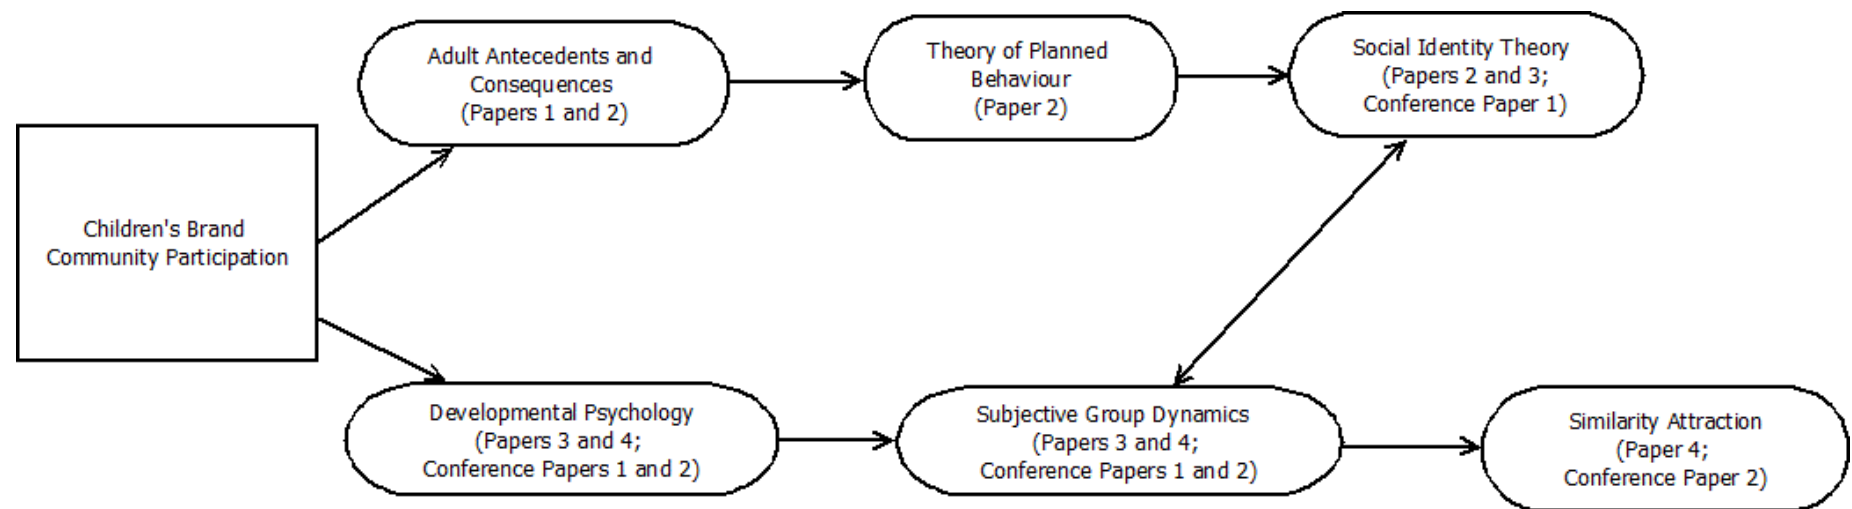 Adult Antecedents and
Consequences
(Papers 1 and 2)
Theory of Planned
Behaviour
(Paper 2)
Social Identity Theory
(Papers 2 and 3;
Conference Paper 1)
Children's Brand
Community Participation
Developmental Psychology
(Papers 3 and 4;
Conference Papers 1 and 2)
Subjective Group Dynamics
(Papers 3 and 4;
Conference Papers 1 and 2)
Similarity Attraction
(Paper 4;
Conference Paper 2)